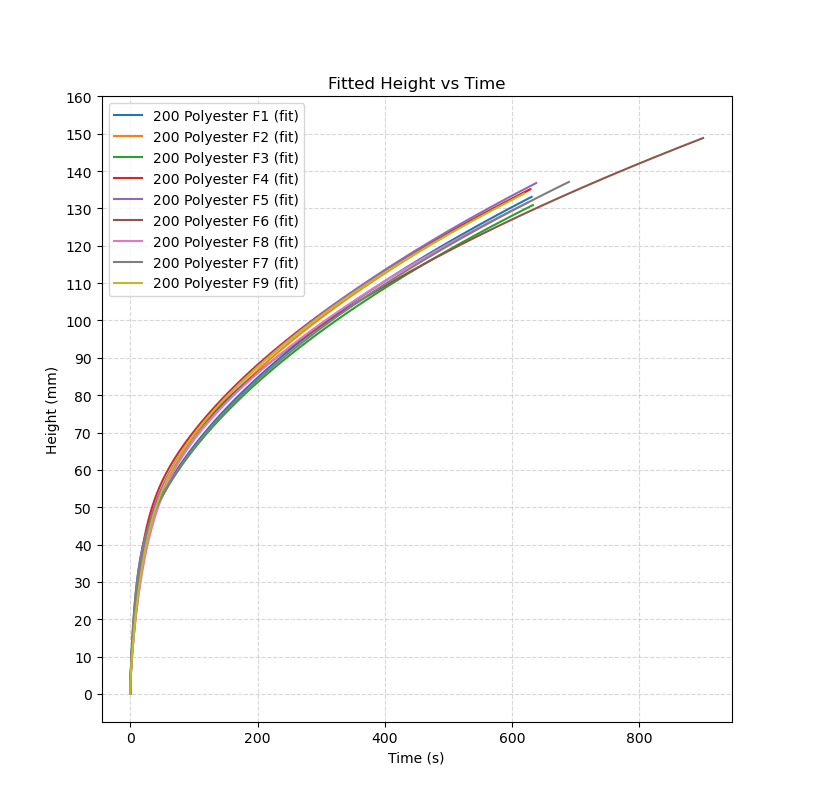 Fitted Height vs Time
160
150
140
130
120
110
100
90
80
70
60
50
40
30
20
10
0
Height (mm)
200 Polyester F1 (fit)
200 Polyester F2 (fit)
200 Polyester F3 (fit)
200 Polyester F4 (fit)
200 Polyester F5 (fit)
200 Polyester F6 (fit)
200 Polyester F8 (fit)
200 Polyester F7 (fit)
200 Polyester F9 (fit)
0 200 400 600 800
Time (s)